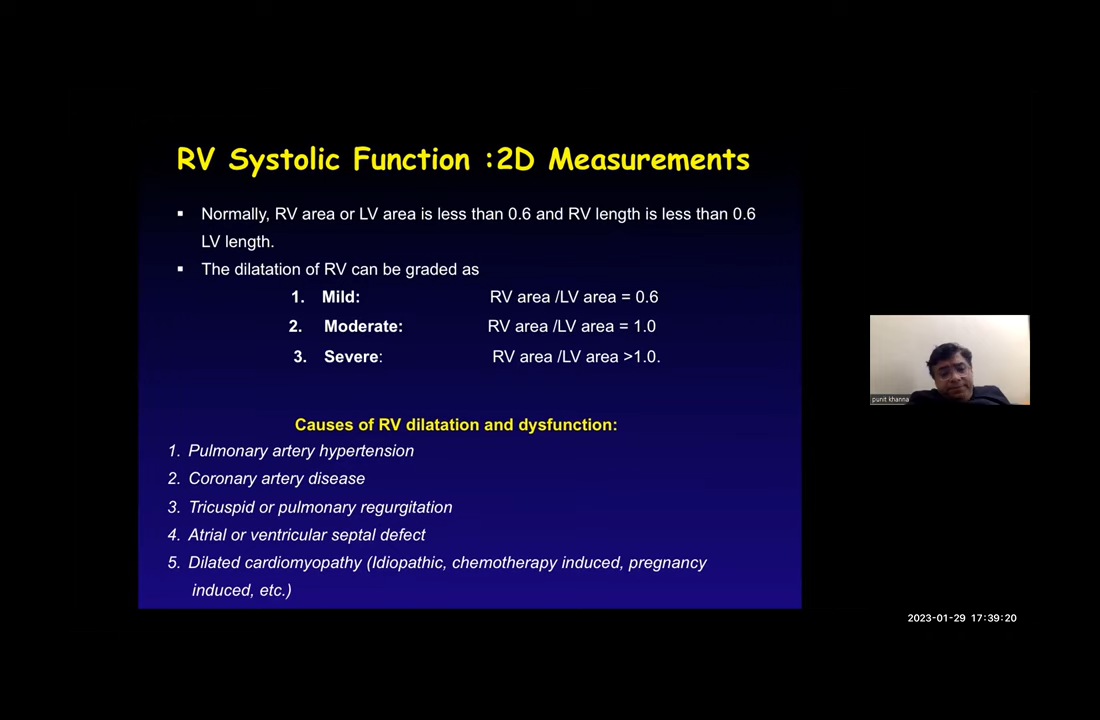 RV Systolic Function :2D Measurements
▪ Normally, RV area or LV area is less than 0.6 and RV length is less than 0.6
LV length.
▪ The dilatation of RV can be graded as
1. Mild: RV area /LV area = 0.6
2. Moderate: RV area /LV area = 1.0
3. Severe: RV area /LV area >1.0.
Causes of RV dilatation and dysfunction:
1. Pulmonary artery hypertension
2. Coronary artery disease
3. Tricuspid or pulmonary regurgitation
4. Atrial or ventricular septal defect
5. Dilated cardiomyopathy (Idiopathic, chemotherapy induced, pregnancy
induced, etc.)
punit khanna
2023-01-29 17:39:20